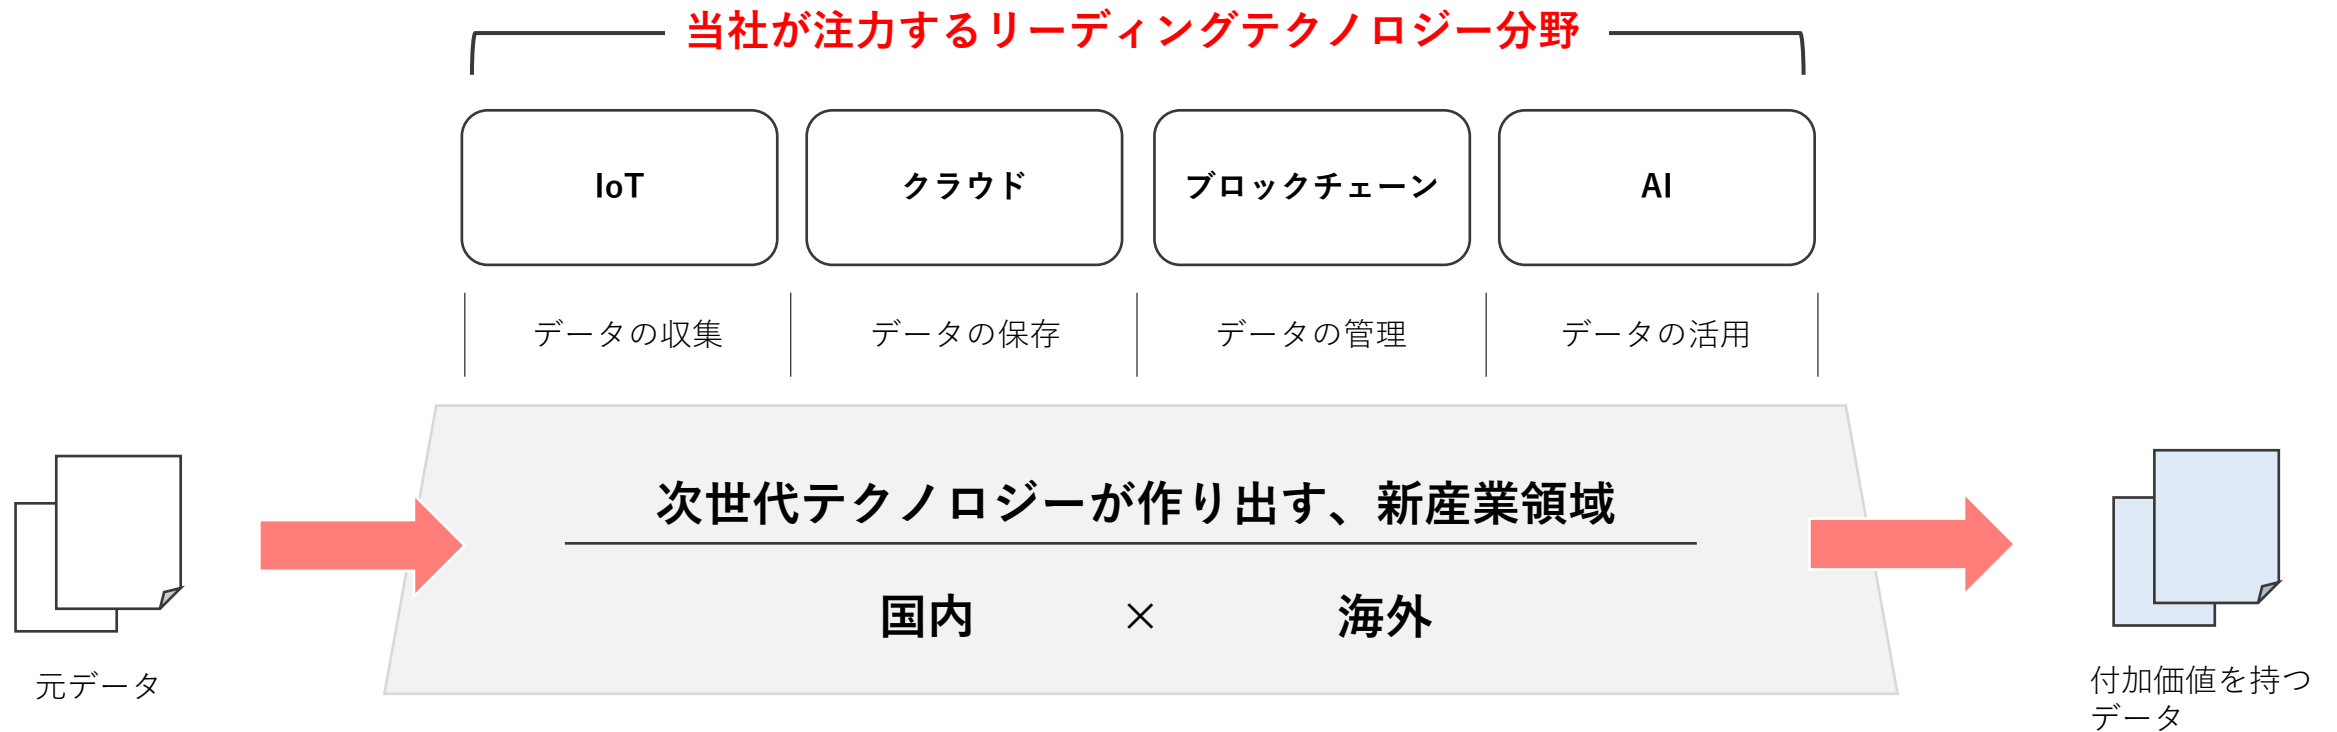 当社が注力するリーディングテクノロジー分野
IoT
クラウド
ブロックチェーン
AI
データの収集
データの保存
データの管理
データの活用
次世代テクノロジーが作り出す、新産業領域
国内 × 海外
元データ
付加価値を持つ
データ